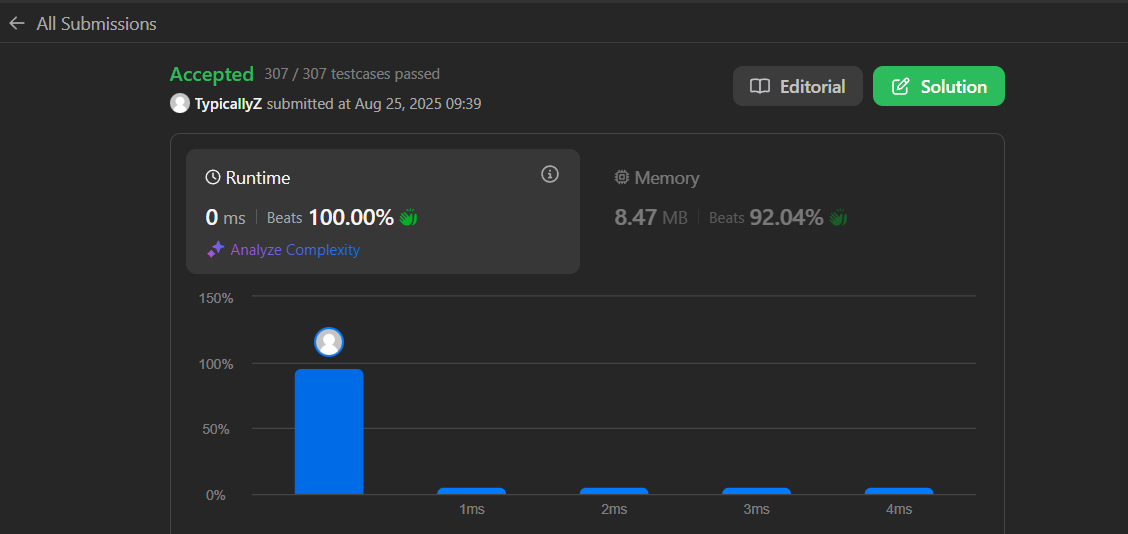 All Submissions
Accepted 307 / 307 testcases passed
TypicallyZ submitted at Aug 25, 2025 09:39
Editorial
Solution
Runtime
0 ms Beats 100.00%
Analyze Complexity
Memory
8.47 MB Beats 92.04%
150%
100%
50%
0%
1ms 2ms 3ms 4ms